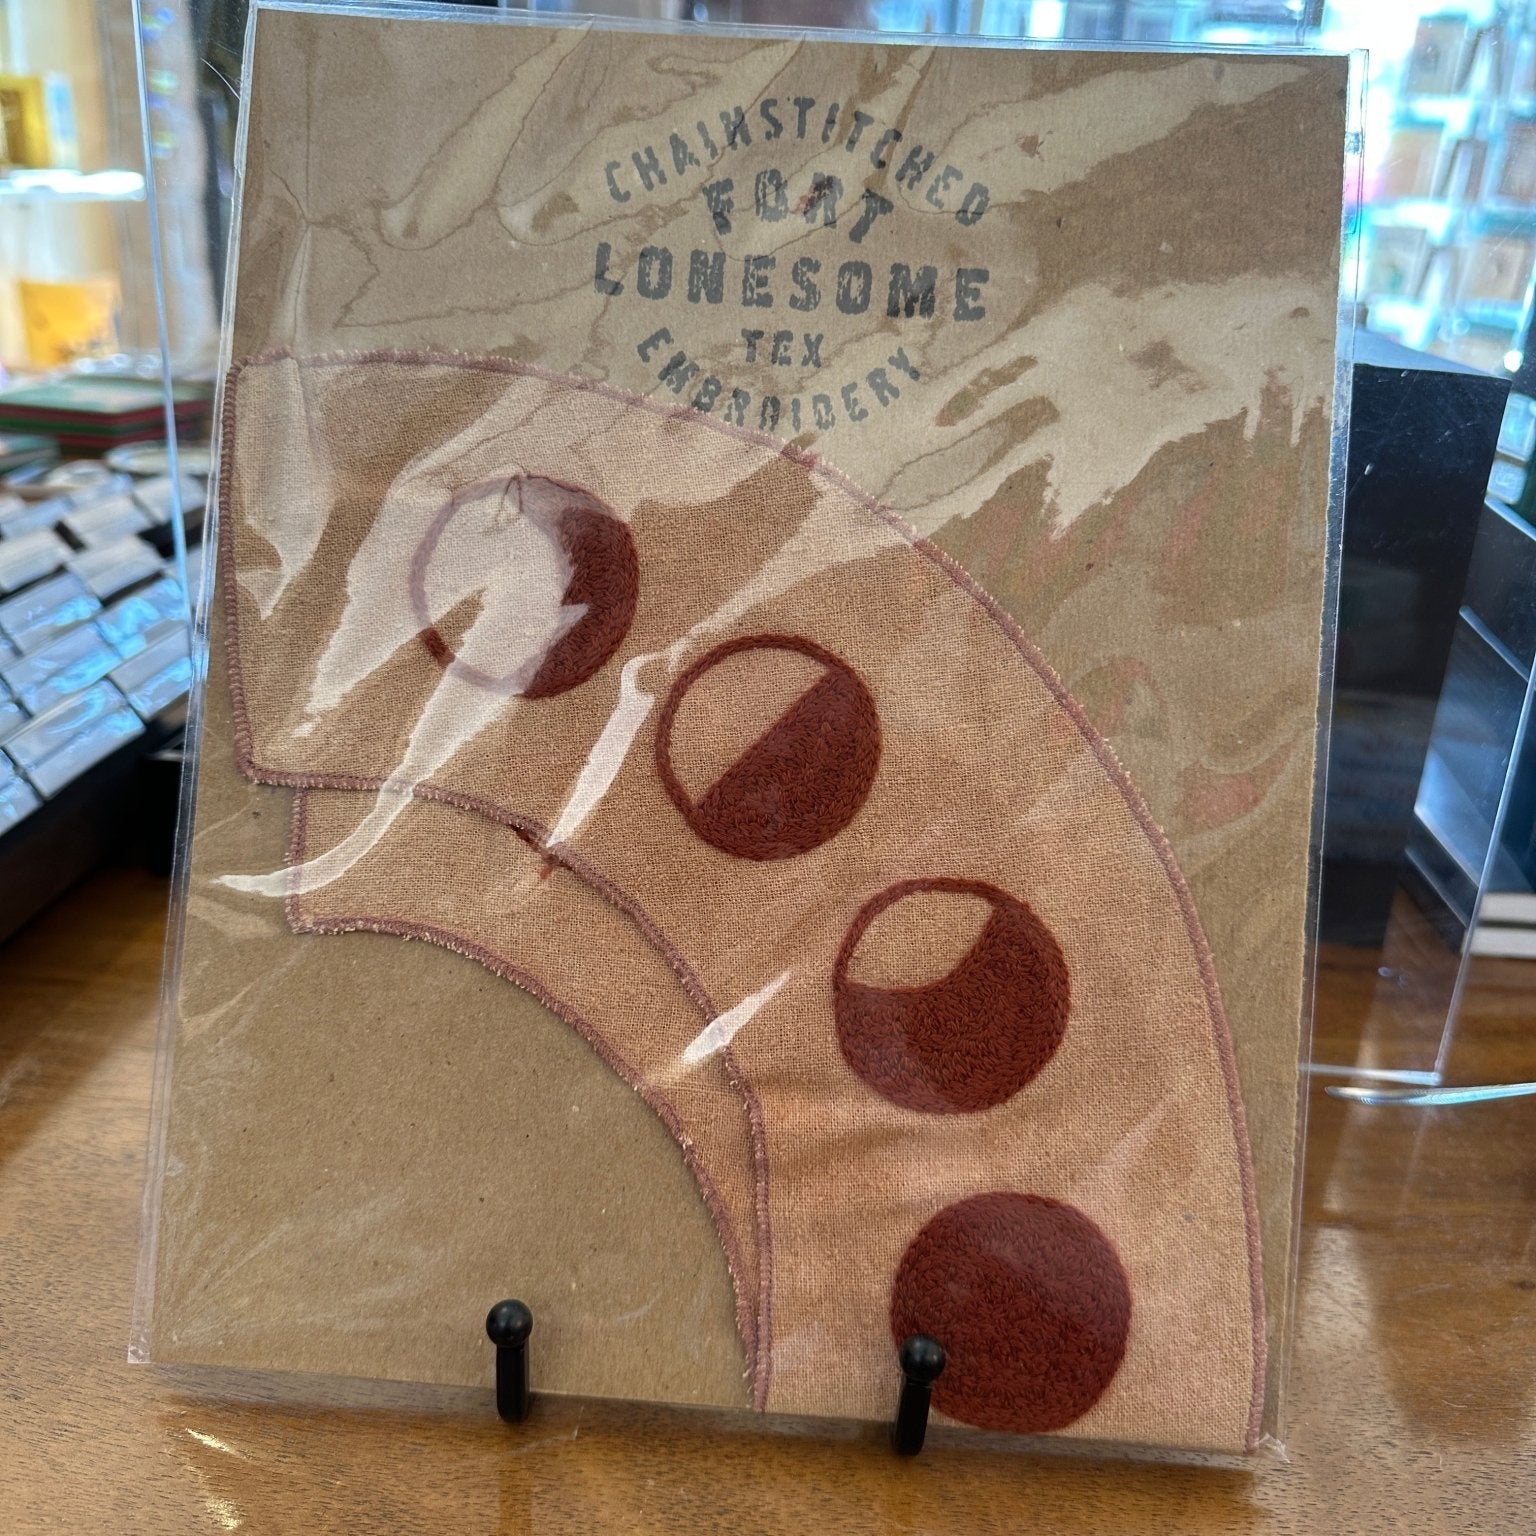 CHAINSTITCHED
FORT
LONESOME
TEX
EMBROIDERY